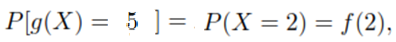 P[g(X) = 5 ] = P(X = 2) = f(2),